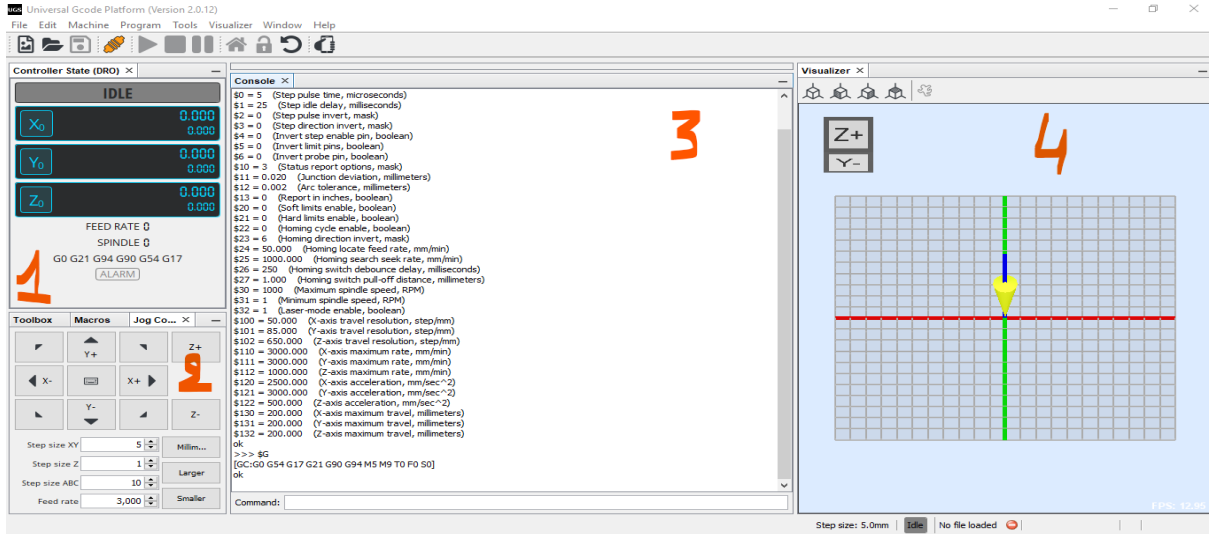 UGS Universal Gcode Platform (Version 2.0.12)
File Edit Machine Program Tools Visualizer Window Help
Controller State (DRO)
IDLE
X0 0.000
0.000
Y0 0.000
0.000
Z0 0.000
0.000
FEED RATE 0
SPINDLE 0
G0 G21 G94 G90 G54 G17
ALARM
1
Toolbox Macros Jog Co...
Y+ Z+
X- X+
2
Y- Z-
Step size XY 5 Millim...
Step size Z 1
Larger
Step size ABC 10
Feed rate 3,000 Smaller
Console
$0 = 5 (Step pulse time, microseconds)
$1 = 25 (Step idle delay, milliseconds)
$2 = 0 (Step pulse invert, mask)
$3 = 0 (Step direction invert, mask)
$4 = 0 (Invert step enable pin, boolean)
$5 = 0 (Invert limit pins, boolean)
$6 = 0 (Invert probe pin, boolean)
$10 = 3 (Status report options, mask)
$11 = 0.020 (Junction deviation, millimeters)
$12 = 0.002 (Arc tolerance, millimeters)
$13 = 0 (Report in inches, boolean)
$20 = 0 (Soft limits enable, boolean)
$21 = 0 (Hard limits enable, boolean)
$22 = 0 (Homing cycle enable, boolean)
$23 = 6 (Homing direction invert, mask)
$24 = 50.000 (Homing locate feed rate, mm/min)
$25 = 1000.000 (Homing search seek rate, mm/min)
$26 = 250 (Homing switch debounce delay, milliseconds)
$27 = 1.000 (Homing switch pull-off distance, millimeters)
$30 = 1000 (Maximum spindle speed, RPM)
$31 = 1 (Minimum spindle speed, RPM)
$32 = 1 (Laser-mode enable, boolean)
$100 = 50.000 (X-axis travel resolution, step/mm)
$101 = 85.000 (Y-axis travel resolution, step/mm)
$102 = 650.000 (Z-axis travel resolution, step/mm)
$110 = 3000.000 (X-axis maximum rate, mm/min)
$111 = 3000.000 (Y-axis maximum rate, mm/min)
$112 = 1000.000 (Z-axis maximum rate, mm/min)
$120 = 2500.000 (X-axis acceleration, mm/sec^2)
$121 = 3000.000 (Y-axis acceleration, mm/sec^2)
$122 = 500.000 (Z-axis acceleration, mm/sec^2)
$130 = 200.000 (X-axis maximum travel, millimeters)
$131 = 200.000 (Y-axis maximum travel, millimeters)
$132 = 200.000 (Z-axis maximum travel, millimeters)
ok
>>> $G
[GC:G0 G54 G17 G21 G90 G94 M5 M9 T0 F0 S0]
ok
Command:
3
Visualizer
Z+
Y-
4
FPS: 12.95
Step size: 5.0mm Idle No file loaded